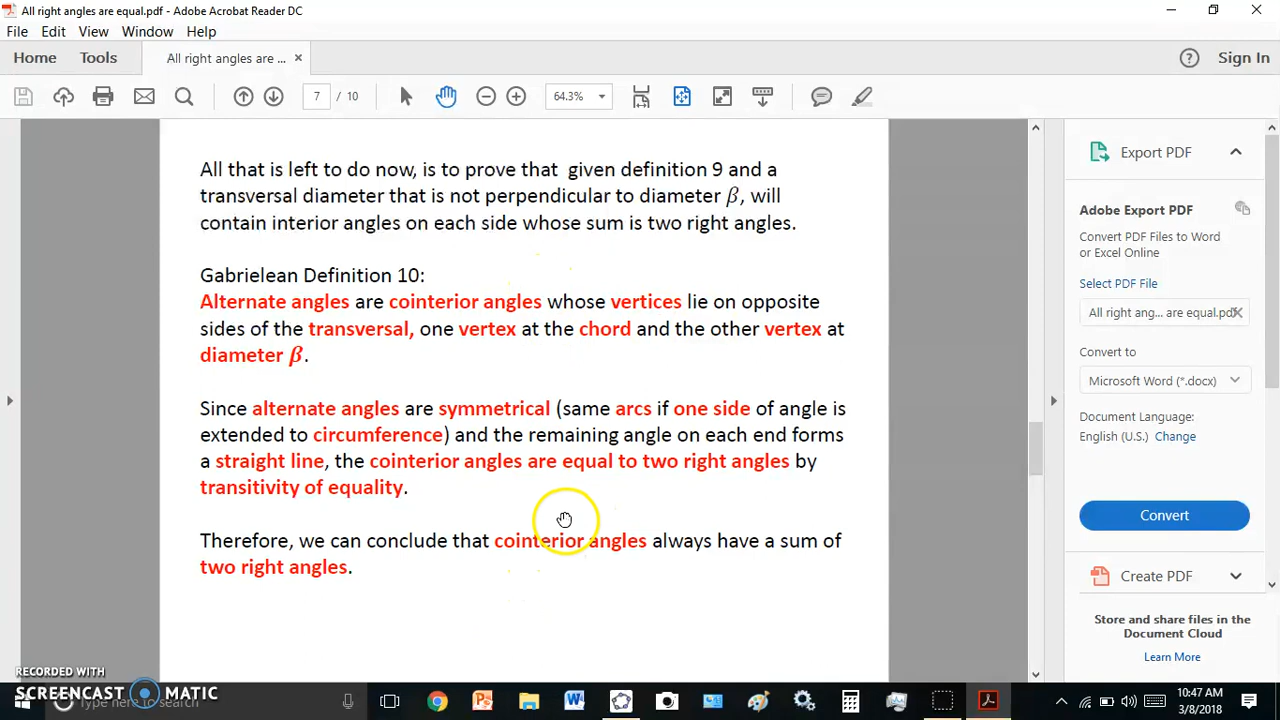 All right angles are equal.pdf - Adobe Acrobat Reader DC
File Edit View Window Help
Home Tools All right angles are ... × Sign In
7 / 10 64.3%
All that is left to do now, is to prove that given definition 9 and a
transversal diameter that is not perpendicular to diameter β, will
contain interior angles on each side whose sum is two right angles.
Gabrielean Definition 10:
Alternate angles are cointerior angles whose vertices lie on opposite
sides of the transversal, one vertex at the chord and the other vertex at
diameter β.
Since alternate angles are symmetrical (same arcs if one side of angle is
extended to circumference) and the remaining angle on each end forms
a straight line, the cointerior angles are equal to two right angles by
transitivity of equality.
Therefore, we can conclude that cointerior angles always have a sum of
two right angles.
Export PDF
Adobe Export PDF
Convert PDF Files to Word
or Excel Online
Select PDF File
All right ang... are equal.pdf
Convert to
Microsoft Word (*.docx)
Document Language:
English (U.S.) Change
Convert
Create PDF
Store and share files in the
Document Cloud
Learn More
RECORDED WITH
SCREENCAST MATIC
Type here to search
10:47 AM
3/8/2018